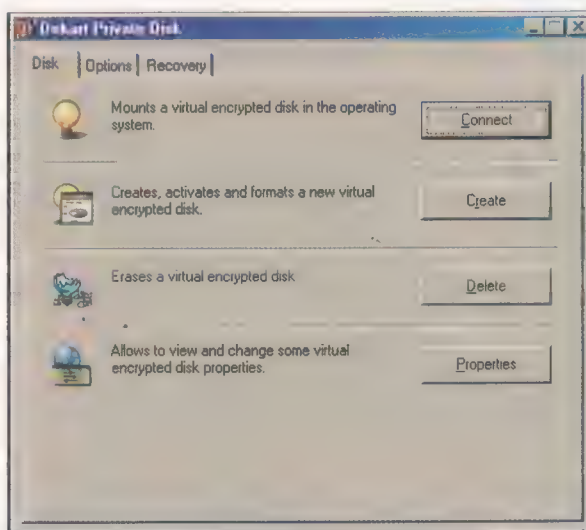 Dekart Private Disk
Disk
Options
Recovery
Mounts a virtual encrypted disk in the operating
system.
Connect
Creates, activates and formats a new virtual
encrypted disk.
Create
Erases a virtual encrypted disk
Delete
Allows to view and change some virtual
encrypted disk properties.
Properties